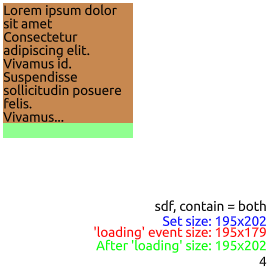 Lorem ipsum dolor
sit amet
Consectetur
adipiscing elit.
Vivamus id.
Suspendisse
sollicitudin posuere
felis.
Vivamus...
sdf, contain = both
Set size: 195x202
'loading' event size: 195x179
After 'loading' size: 195x202
4